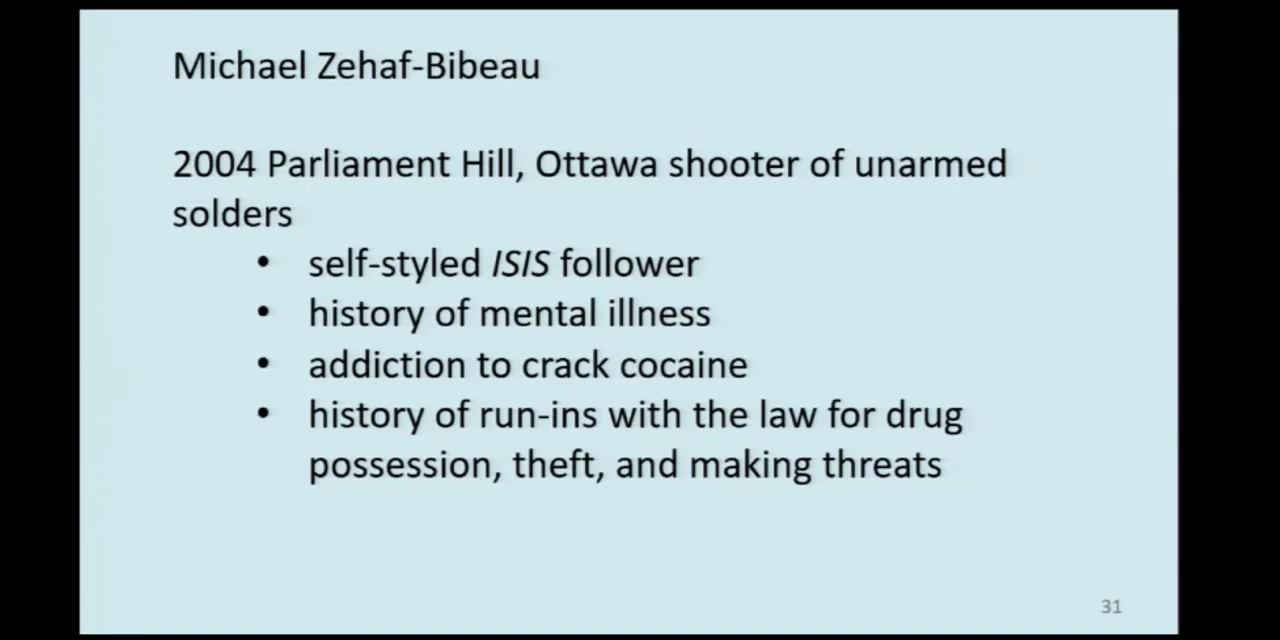 Michael Zehaf-Bibeau
2004 Parliament Hill, Ottawa shooter of unarmed
solders
• self-styled ISIS follower
• history of mental illness
• addiction to crack cocaine
• history of run-ins with the law for drug
possession, theft, and making threats
31